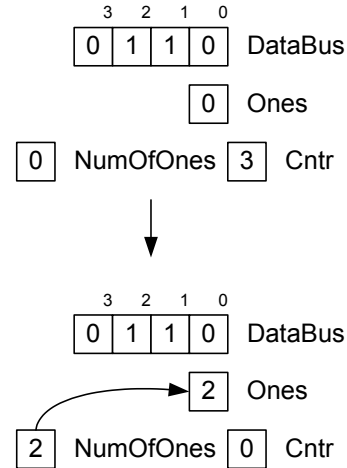 3 2 1 0
0 1 1 0 DataBus
0 Ones
0 NumOfOnes 3 Cntr
3 2 1 0
0 1 1 0 DataBus
2 Ones
2 NumOfOnes 0 Cntr